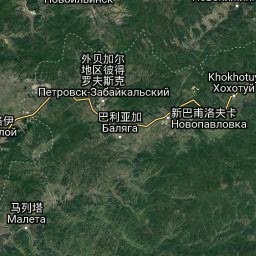 Новоильинск
外贝加尔
地区彼得
罗夫斯克
Петровск-Забайкальский
Khokhotuy
Хохотуй
巴利亚加
Баляга
新巴甫洛夫卡
Новопавловка
马列塔
Малета